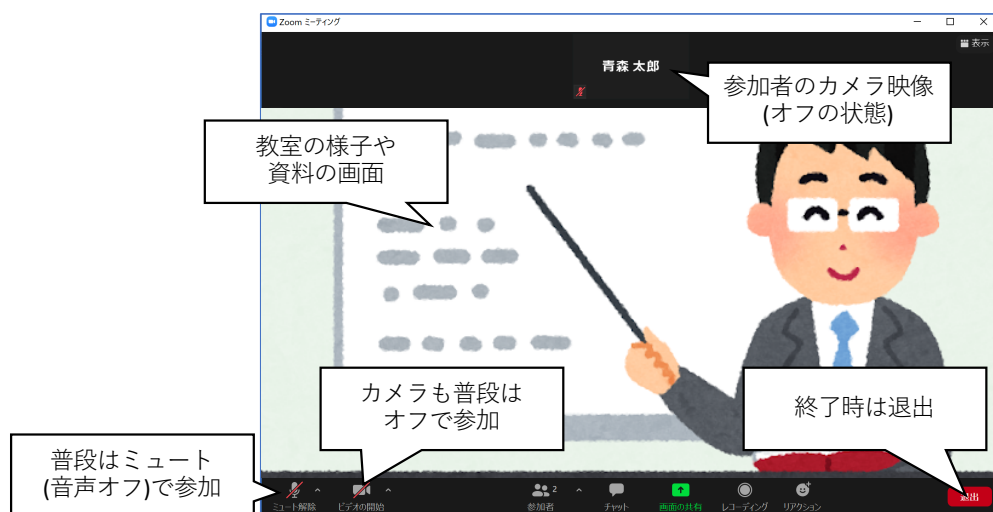 Zoom ミーティング
表示
青森 太郎
参加者のカメラ映像
(オフの状態)
教室の様子や
資料の画面
カメラも普段は
オフで参加
終了時は退出
普段はミュート
(音声オフ)で参加
ミュート解除
ビデオの開始
2
参加者
チャット
画面の共有
レコーディング
リアクション
退出